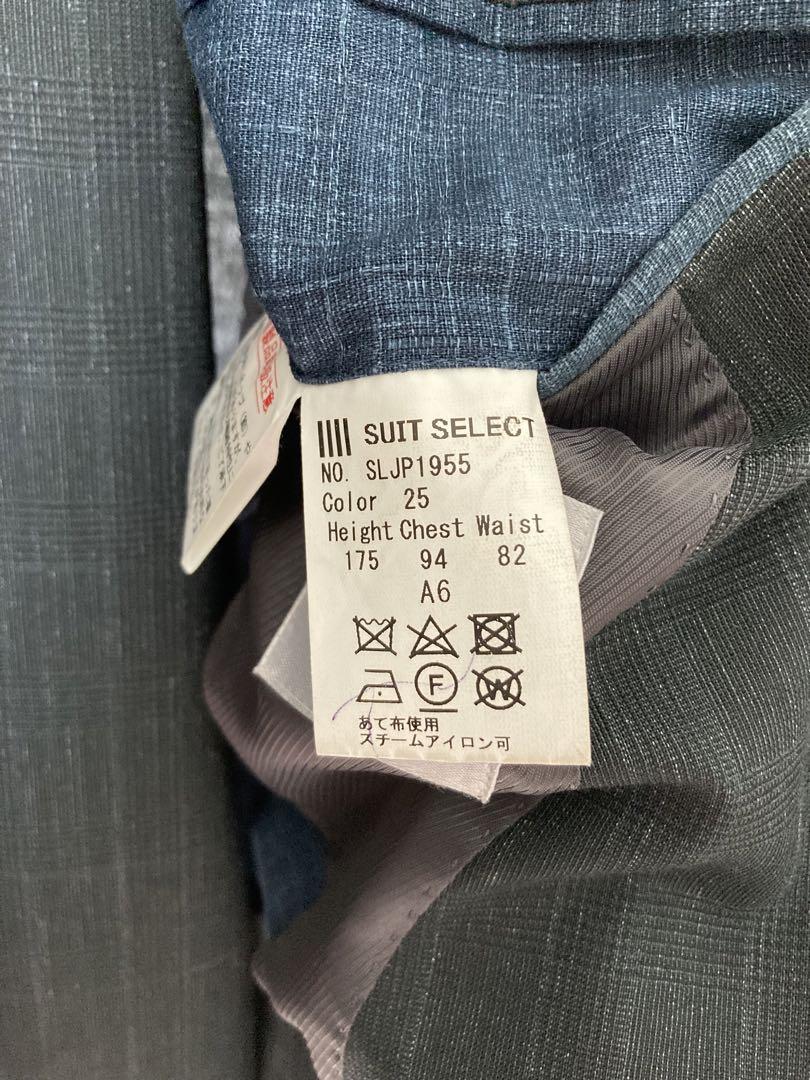 SUIT SELECT
NO. SLJP1955
Color 25
Height Chest Waist
175 94 82
A6
F W
あて布使用
スチームアイロン可